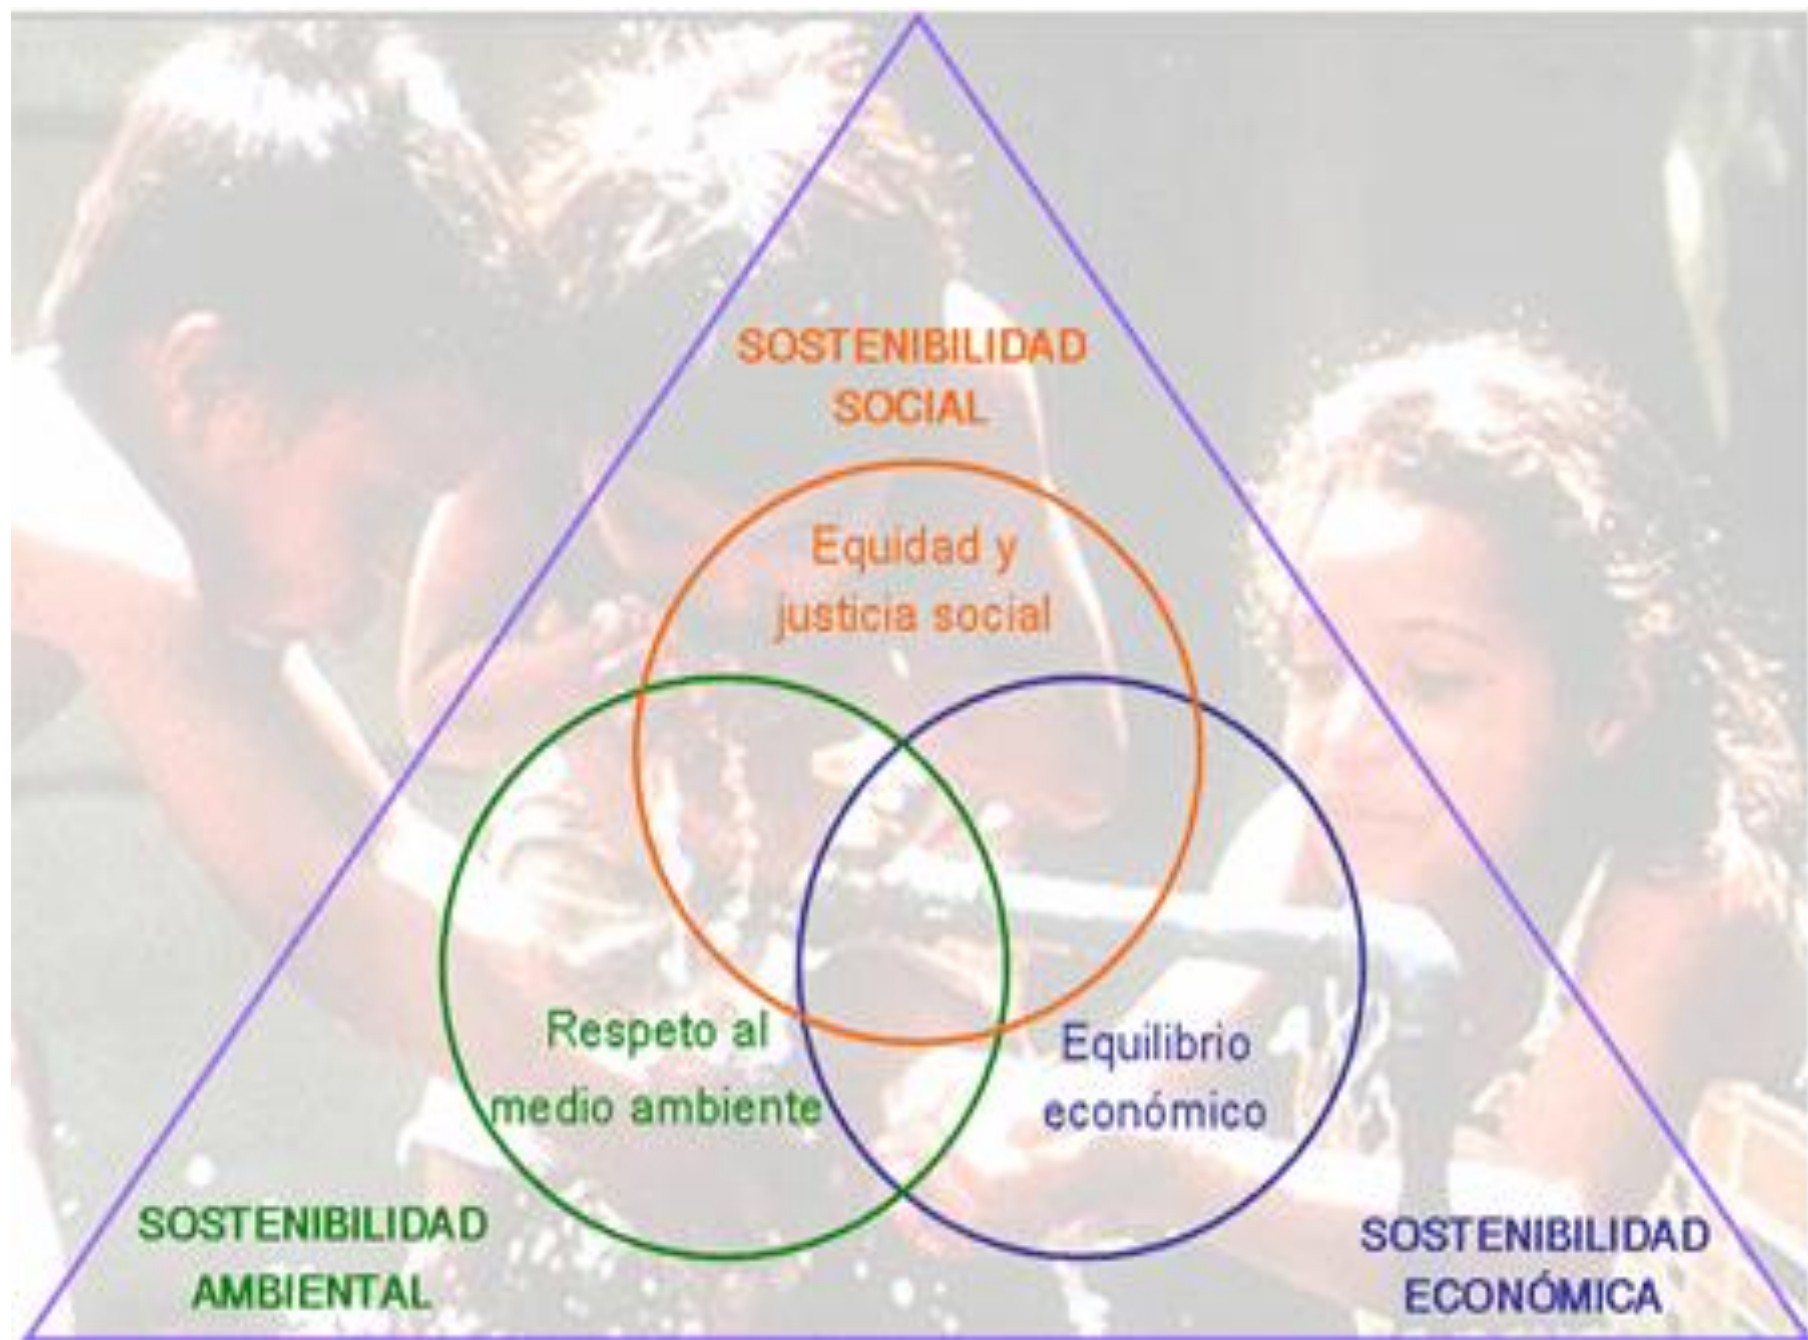 SOSTENIBILIDAD
SOCIAL
Equidad y
justicia social
Respeto al
medio ambiente
Equilibrio
económico
SOSTENIBILIDAD
AMBIENTAL
SOSTENIBILIDAD
ECONÓMICA